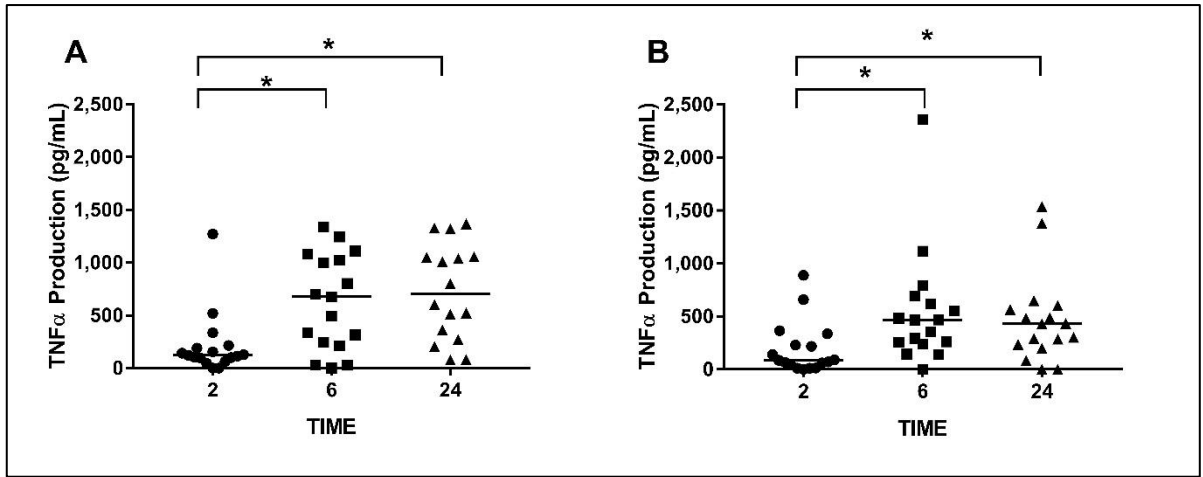 A
*
*
TNFα Production (pg/mL)
2,500
2,000
1,500
1,000
500
0
2 6 24
TIME
B
*
*
TNFα Production (pg/mL)
2,500
2,000
1,500
1,000
500
0
2 6 24
TIME